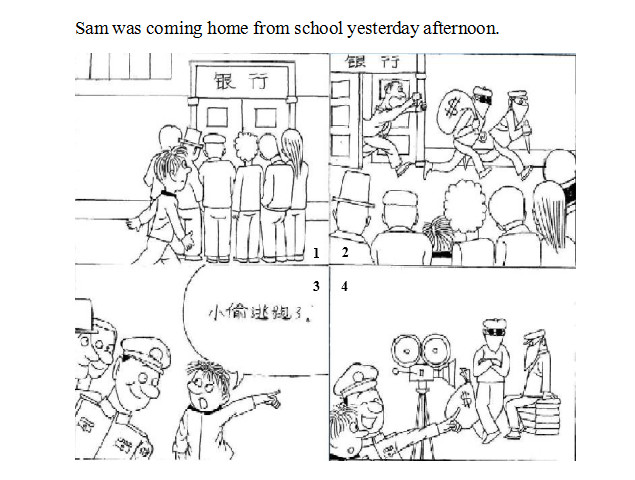 Sam was coming home from school yesterday afternoon.
银行
银行
$
1
2
3
4
小偷逃跑了!
$